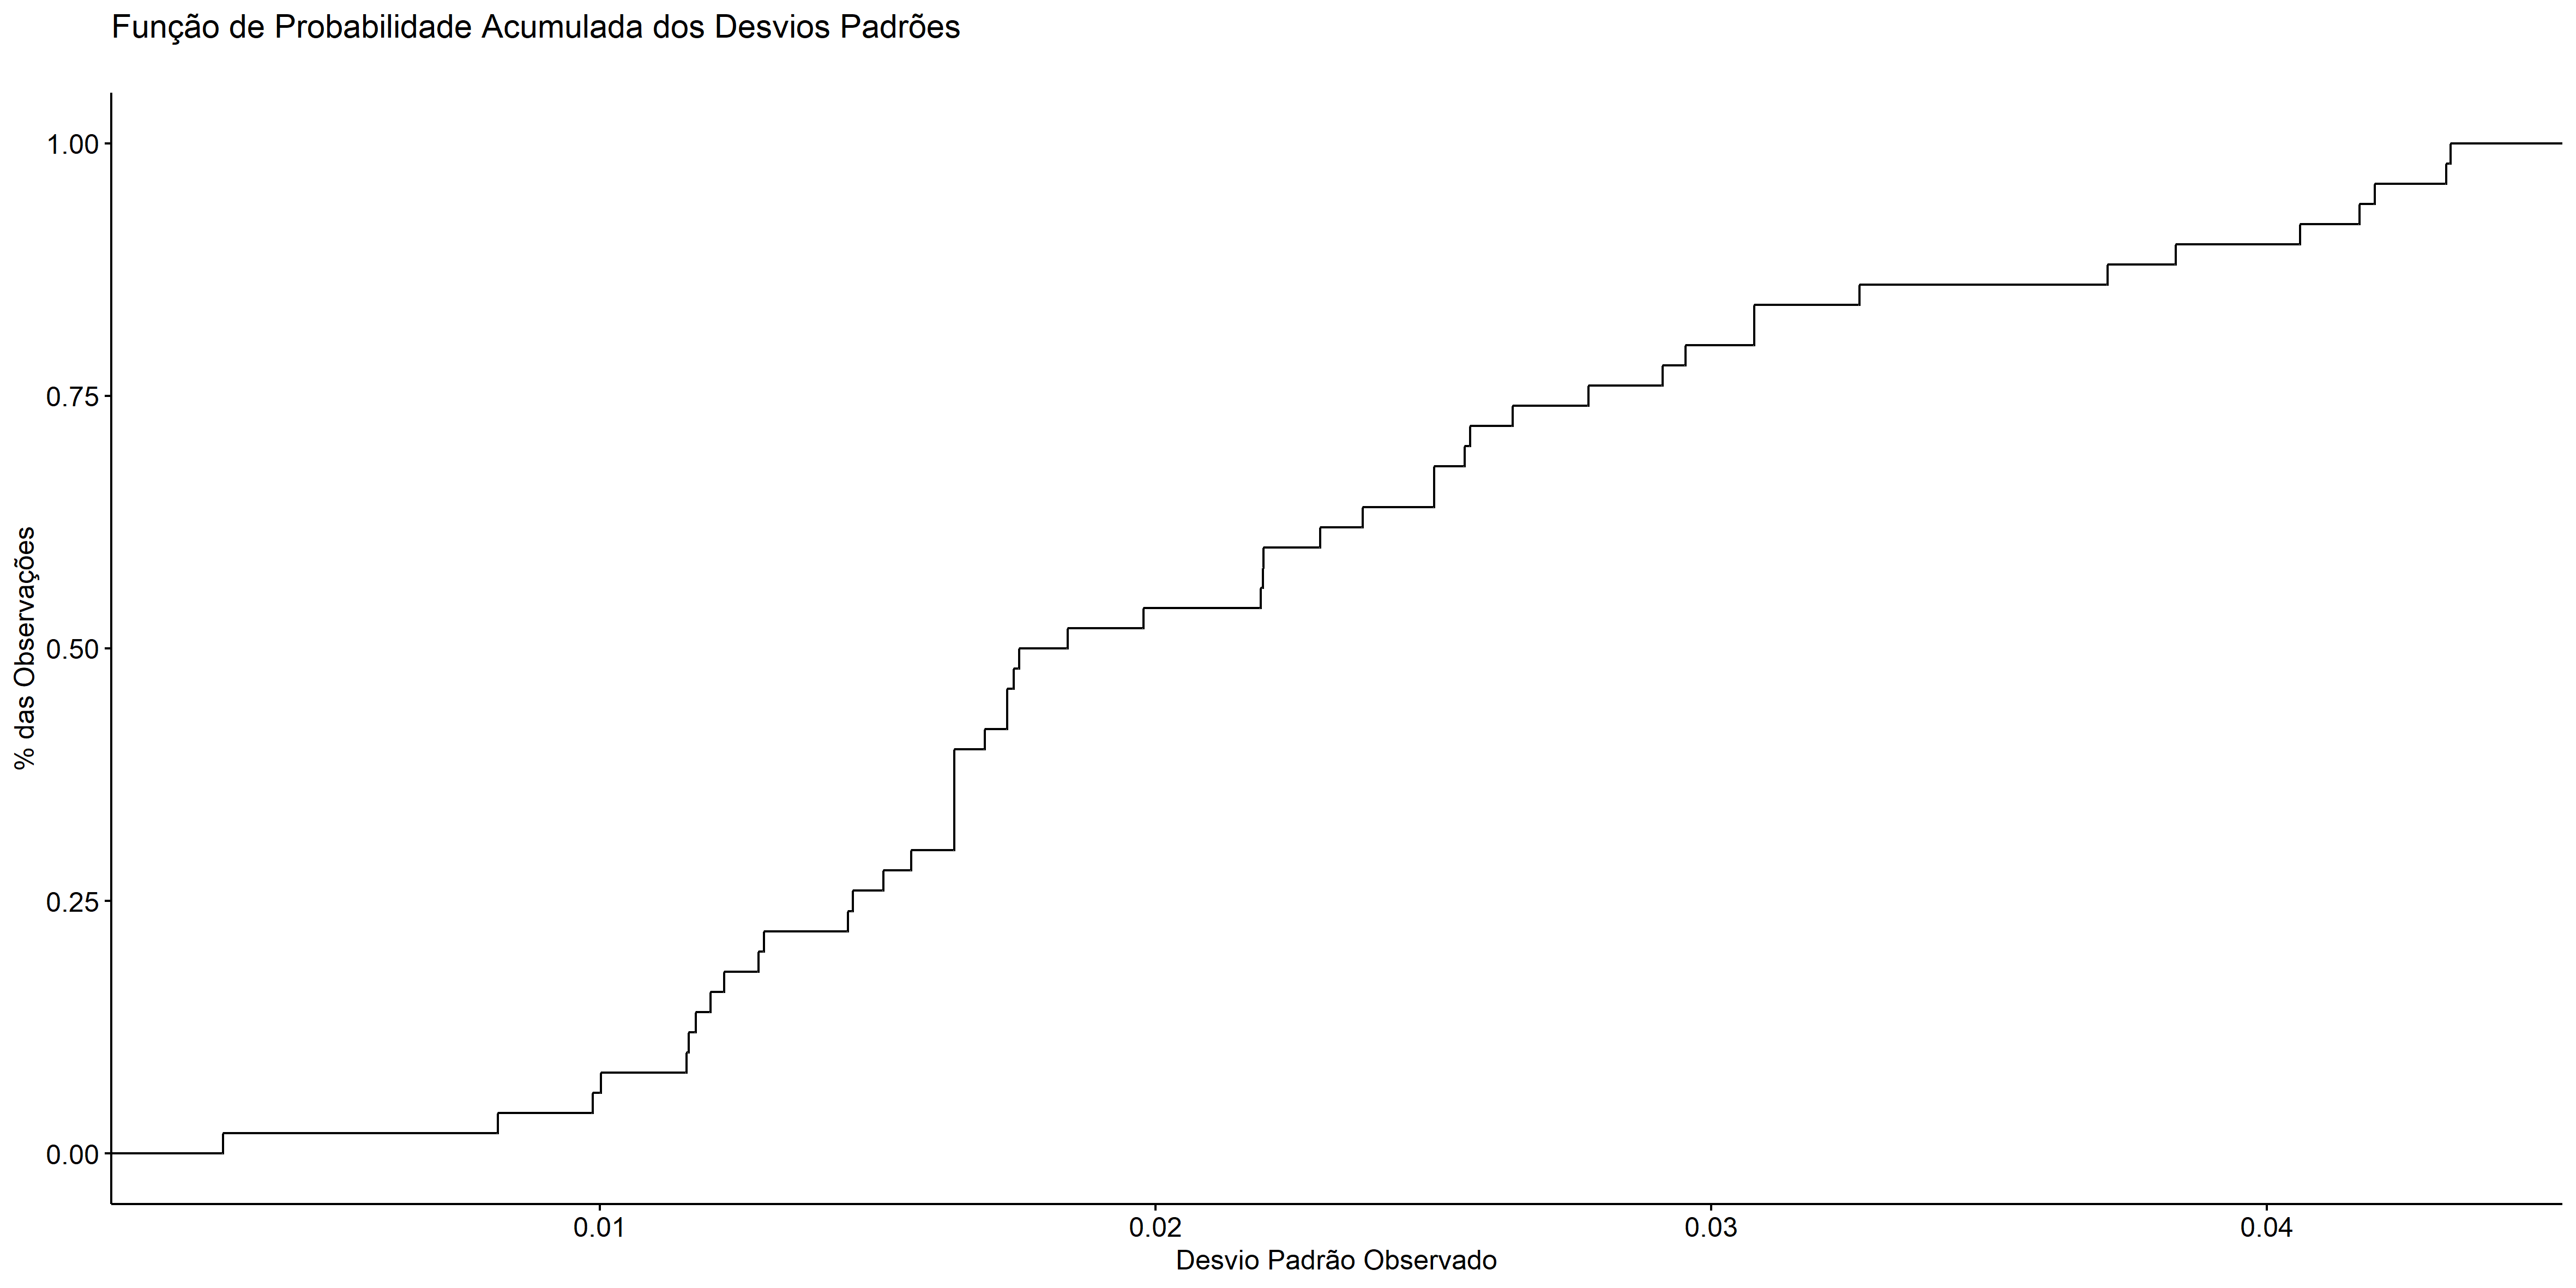 Função de Probabilidade Acumulada dos Desvios Padrões
1.00
0.75
0.50
0.25
0.00
% das Observações
0.01 0.02 0.03 0.04
Desvio Padrão Observado